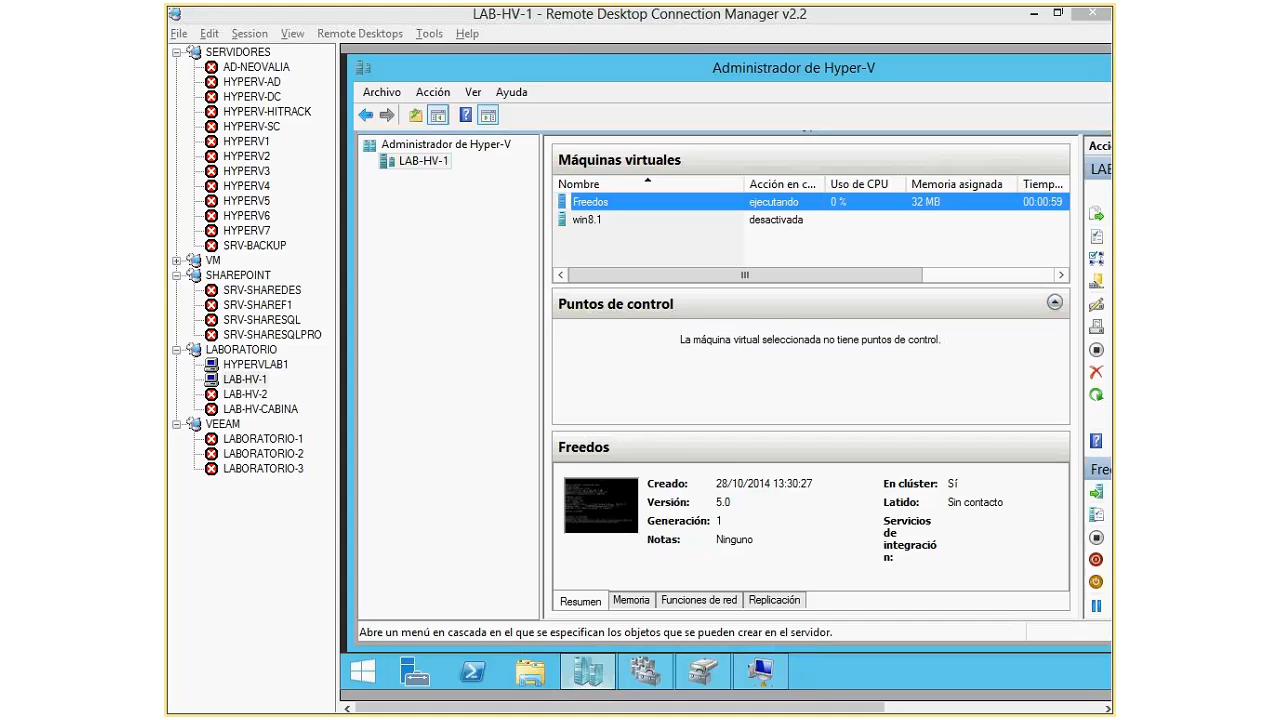 LAB-HV-1 - Remote Desktop Connection Manager v2.2
File Edit Session View Remote Desktops Tools Help
SERVIDORES
AD-NEOVALIA
HYPERV-AD
HYPERV-DC
HYPERV-HITRACK
HYPERV-SC
HYPERV1
HYPERV2
HYPERV3
HYPERV4
HYPERV5
HYPERV6
HYPERV7
SRV-BACKUP
VM
SHAREPOINT
SRV-SHAREDES
SRV-SHAREF1
SRV-SHARESQL
SRV-SHARESQLPRO
LABORATORIO
HYPERVLAB1
LAB-HV-1
LAB-HV-2
LAB-HV-CABINA
VEEAM
LABORATORIO-1
LABORATORIO-2
LABORATORIO-3
Administrador de Hyper-V
Archivo Acción Ver Ayuda
Administrador de Hyper-V
LAB-HV-1
Máquinas virtuales
Nombre Acción en c... Uso de CPU Memoria asignada Tiemp...
Freedos ejecutando 0 % 32 MB 00:00:59
win8.1 desactivada
Puntos de control
La máquina virtual seleccionada no tiene puntos de control.
Freedos
Creado: 28/10/2014 13:30:27 En clúster: Sí
Versión: 5.0 Latido: Sin contacto
Generación: 1 Servicios
de
integració
n:
Notas: Ninguno
Resumen Memoria Funciones de red Replicación
Acci
LAB
Fre
Abre un menú en cascada en el que se especifican los objetos que se pueden crear en el servidor.